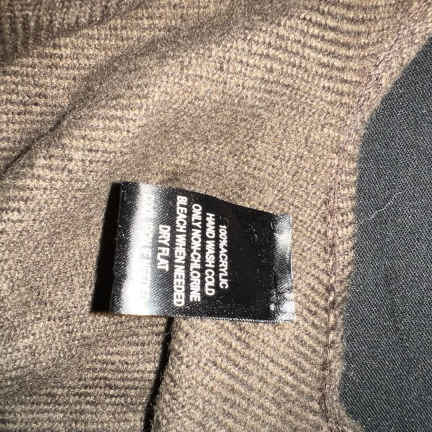 100%ACRYLIC
HAND WASH COLD
ONLY NON-CHLORINE
BLEACH WHEN NEEDED
DRY FLAT